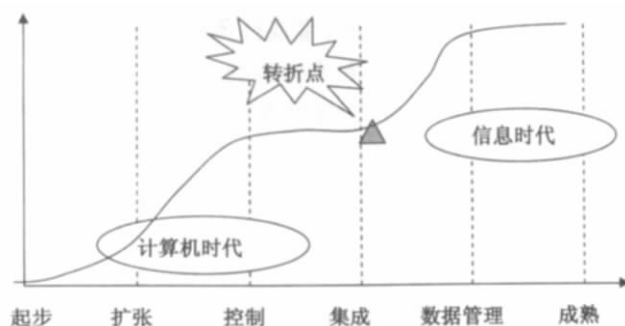 转折点
信息时代
计算机时代
起步 扩张 控制 集成 数据管理 成熟